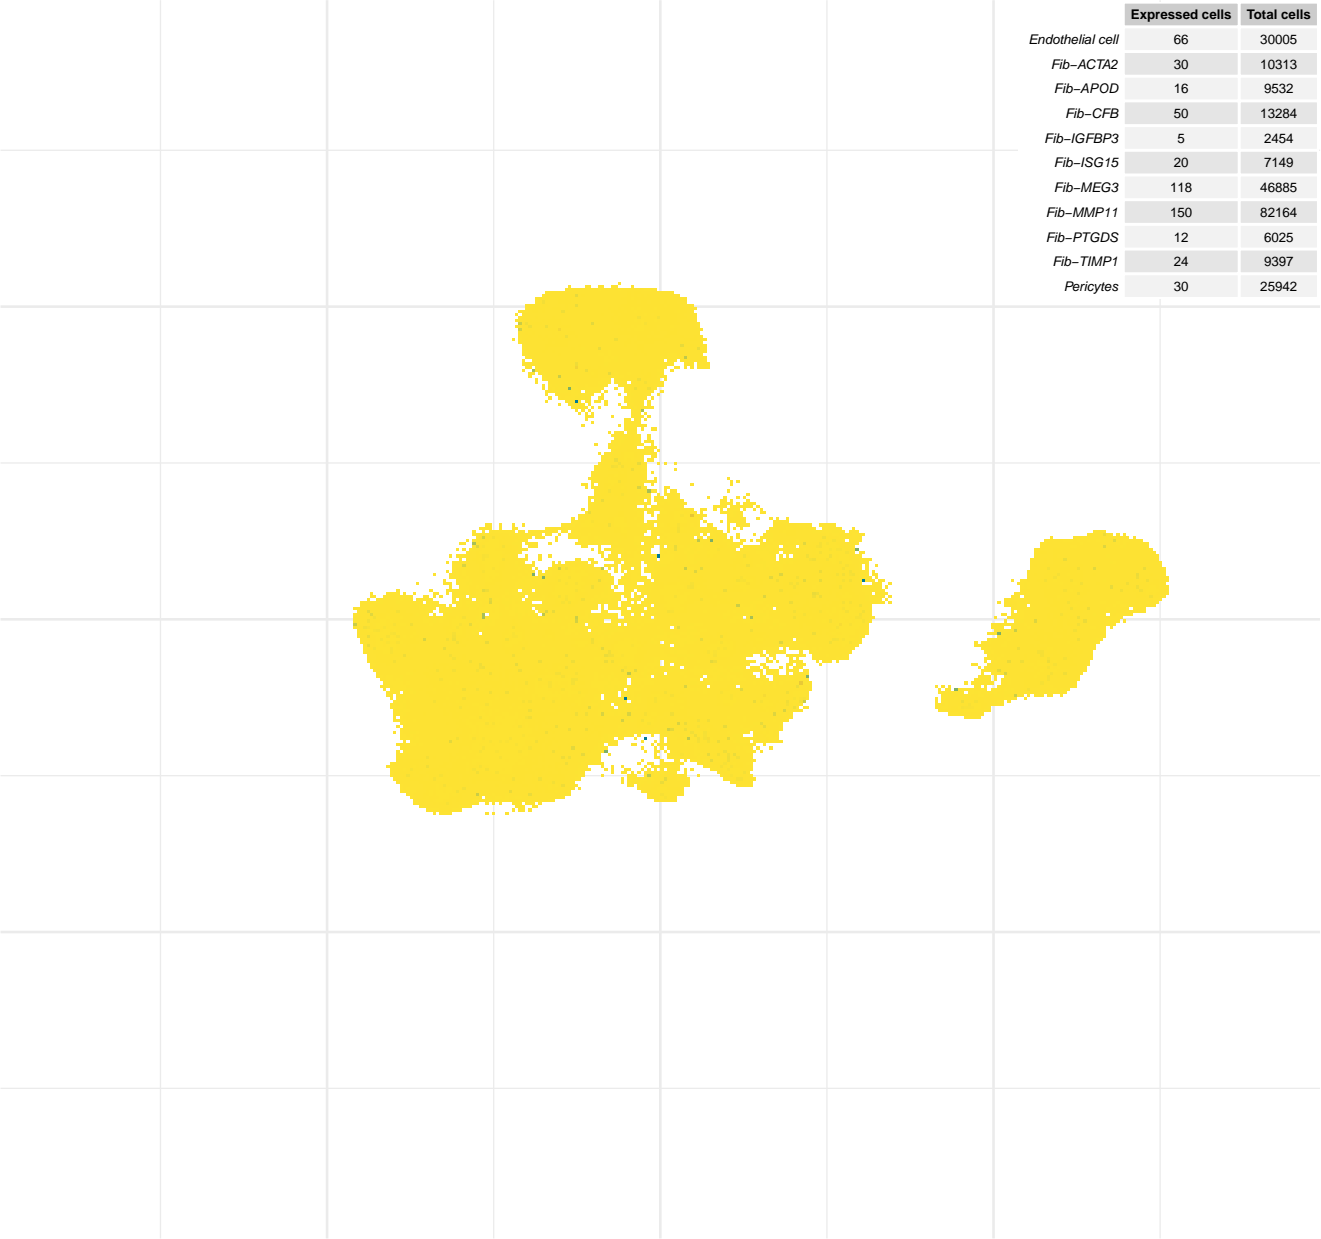 Expressed cells Total cells
Endothelial cell 66 30005
Fib−ACTA2 30 10313
Fib−APOD 16 9532
Fib−CFB 50 13284
Fib−IGFBP3 5 2454
Fib−ISG15 20 7149
Fib−MEG3 118 46885
Fib−MMP11 150 82164
Fib−PTGDS 12 6025
Fib−TIMP1 24 9397
Pericytes 30 25942